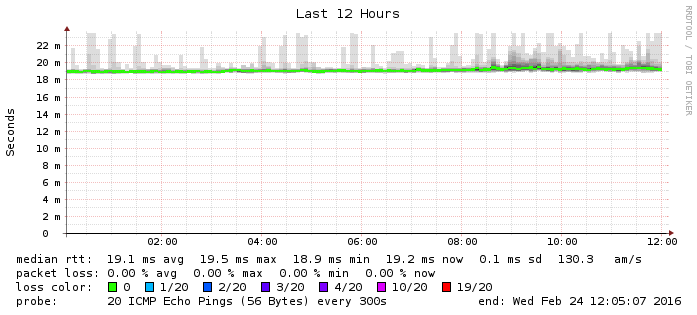 Last 12 Hours
RRDTOOL / TOBI OETIKER
Seconds
22 m
20 m
18 m
16 m
14 m
12 m
10 m
8 m
6 m
4 m
2 m
0
02:00 04:00 06:00 08:00 10:00 12:00
median rtt: 19.1 ms avg 19.5 ms max 18.9 ms min 19.2 ms now 0.1 ms sd 130.3 am/s
packet loss: 0.00 % avg 0.00 % max 0.00 % min 0.00 % now
loss color: 0 1/20 2/20 3/20 4/20 10/20 19/20
probe: 20 ICMP Echo Pings (56 Bytes) every 300s end: Wed Feb 24 12:05:07 2016